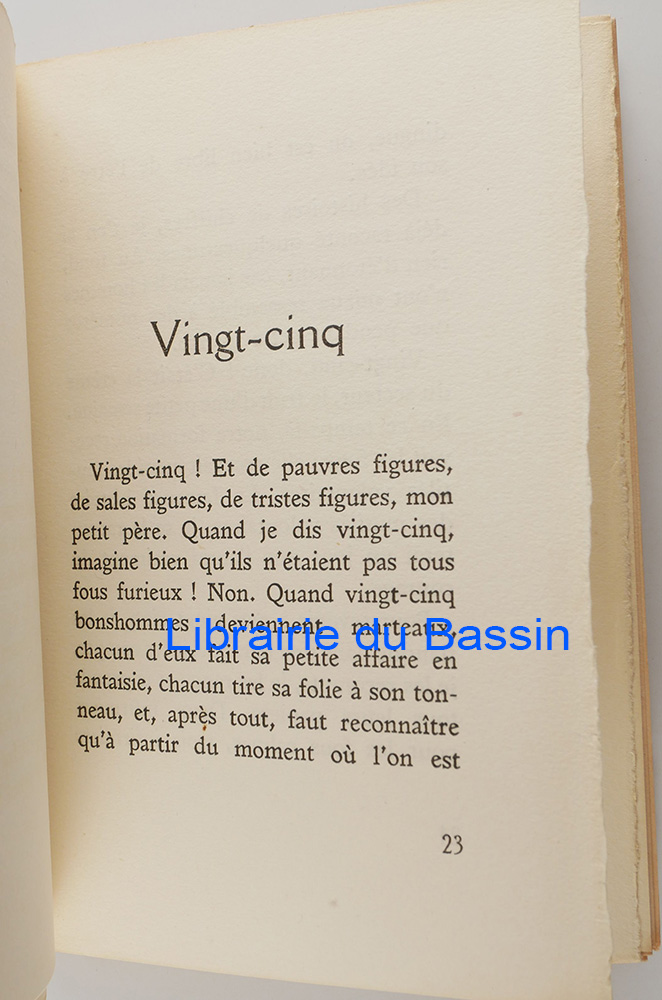 Vingt-cinq
Vingt-cinq ! Et de pauvres figures,
de sales figures, de tristes figures, mon
petit père. Quand je dis vingt-cinq,
imagine bien qu'ils n'étaient pas tous
fous furieux ! Non. Quand vingt-cinq
bonshommes deviennent marteaux,
Librairie du Bassin
chacun d'eux fait sa petite affaire en
fantaisie, chacun tire sa folie à son ton-
neau, et, après tout, faut reconnaître
qu'à partir du moment où l'on est
23